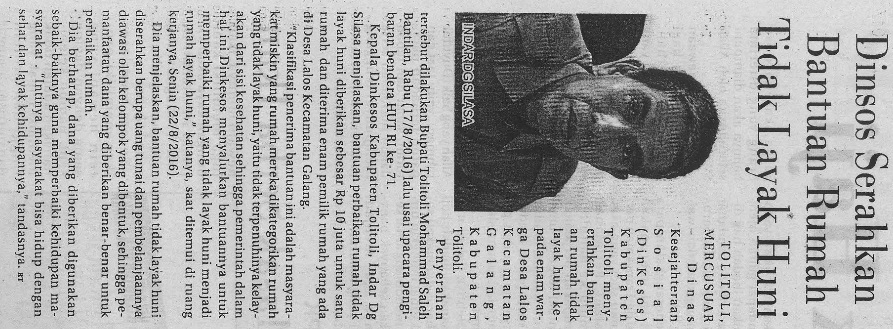 Dinsos Serahkan
Bantuan Rumah
Tidak Layak Huni
INDAR DG SILASA
TOLITOLI,
MERCUSUAR
– Dinas
Kesejahteraan
Sosial
(DinKesos)
Kabupaten
Tolitoli meny-
erahkan bantu-
an rumah tidak
layak huni ke-
pada enam war-
ga Desa Lalos
Kecamatan
Galang,
Kabupaten
Tolitoli.
Penyerahan
tersebut dilakukan Bupati Tolitoli Mohammad Saleh
Bantilan, Rabu (17/8/2016) lalu usai upacara pengi-
baran bendera HUT RI ke- 71.
Kepala Dinkesos Kabupaten Tolitoli, Indar Dg
Silasa menjelaskan, bantuan perbaikan rumah tidak
layak huni diberikan sebesar Rp 10 juta untuk satu
rumah dan diterima enam pemilik rumah yang ada
di Desa Lalos Kecamatan Galang.
"Klasifikasi penerima bantuan ini adalah masyara-
kat miskin yang rumah mereka dikategorikan rumah
yang tidak layak huni, yaitu tidak terpenuhinya kelay-
akan dari sisi kesehatan sehingga pemerintah dalam
hal ini Dinkesos menyalurkan bantuannya untuk
memperbaiki rumah yang tidak layak huni menjadi
rumah layak huni," katanya, saat ditemui di ruang
kerjanya, Senin (22/8/2016).
Dia menjelaskan, bantuan rumah tidak layak huni
diserahkan berupa uang tunai dan pembelanjaannya
diawasi oleh kelompok yang dibentuk, sehingga pe-
manfaatan dana yang diberikan benar-benar untuk
perbaikan rumah.
Dia berharap, dana yang diberikan digunakan
sebaik-baiknya guna memperbaiki kehidupan ma-
syarakat . "Intinya masyarakat bisa hidup dengan
sehat dan layak kehidupannya," tandasnya.